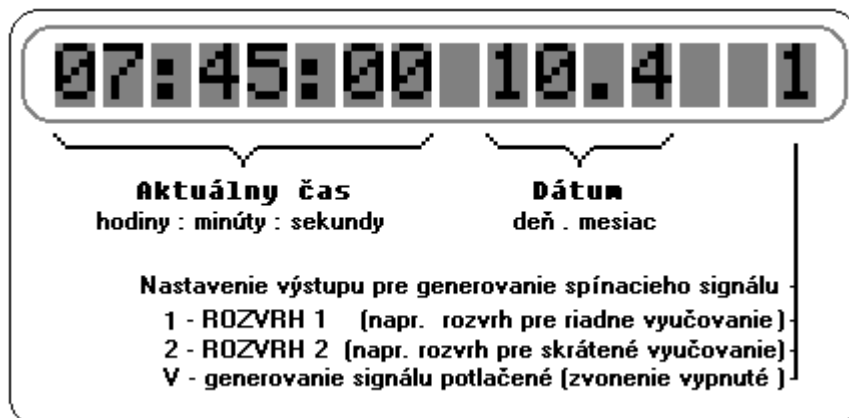 07:45:00 10.4 1
Aktuálny čas Dátum
hodiny : minúty : sekundy deň . mesiac
Nastavenie výstupu pre generovanie spínacieho signálu
1 - ROZVRH 1 (napr. rozvrh pre riadne vyučovanie)
2 - ROZVRH 2 (napr. rozvrh pre skrátené vyučovanie)
V - generovanie signálu potlačené (zvonenie vypnuté )